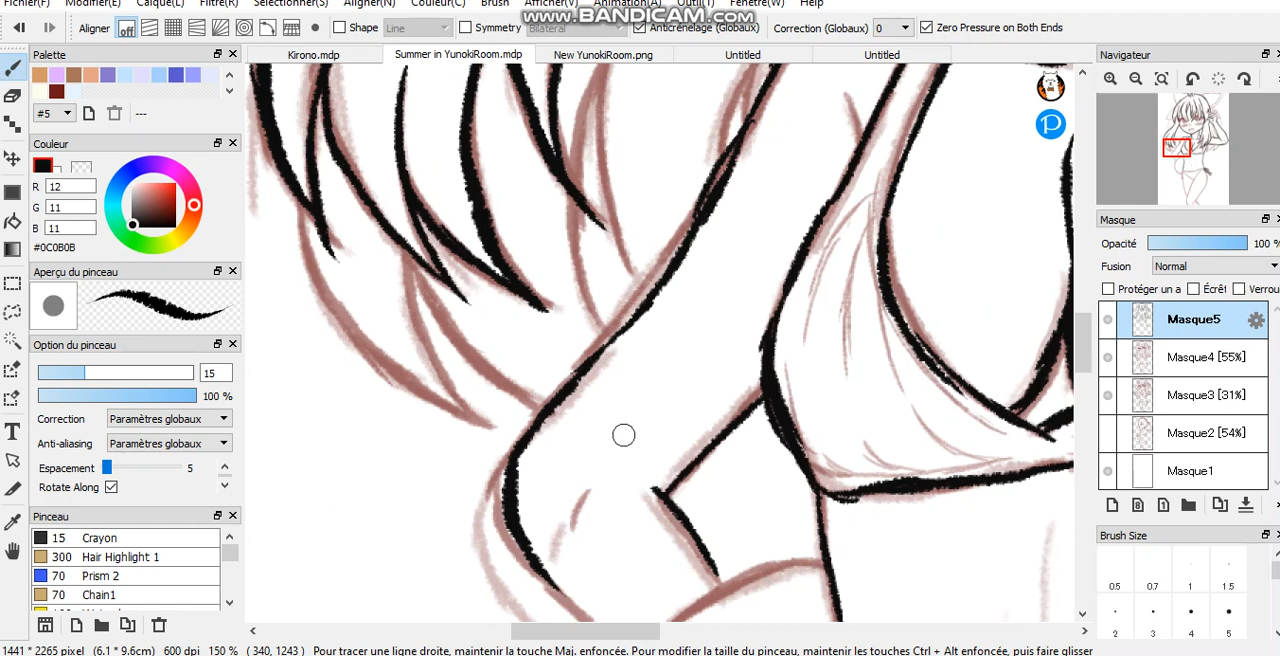 Fichier(F) Édition(E) Calque(L) Filtre(R) Sélectionner(S) Aligner(N) Couleur(C) Brush Afficher(V) Animation(A) Outil(T) Fenêtre(W) Help
www.BANDICAM.com
Aligner off Shape Line Symmetry Bilateral Anticrénelage (Globaux) Correction (Globaux) 0 Zero Pressure on Both Ends
Palette
Kirono.mdp Summer in YunokiRoom.mdp New YunokiRoom.png Untitled Untitled
Navigateur
#5 ---
Couleur
R 12
G 11
B 11
#0C0B0B
Masque
Opacité 100 %
Fusion Normal
Protéger un a Écrêt Verrou
Aperçu du pinceau
Masque5
Masque4 [55%]
Masque3 [31%]
Masque2 [54%]
Masque1
Option du pinceau
15
100 %
Correction Paramètres globaux
Anti-aliasing Paramètres globaux
Espacement 5
Rotate Along
Pinceau
15 Crayon
300 Hair Highlight 1
70 Prism 2
70 Chain1
Brush Size
0.5 0.7 1 1.5
2 3 4 5
1441 * 2265 pixel (6.1 * 9.6cm) 600 dpi 150 % ( 340, 1243 ) Pour tracer une ligne droite, maintenir la touche Maj. enfoncée. Pour modifier la taille du pinceau, maintenir les touches Ctrl + Alt enfoncées, puis faire glisser